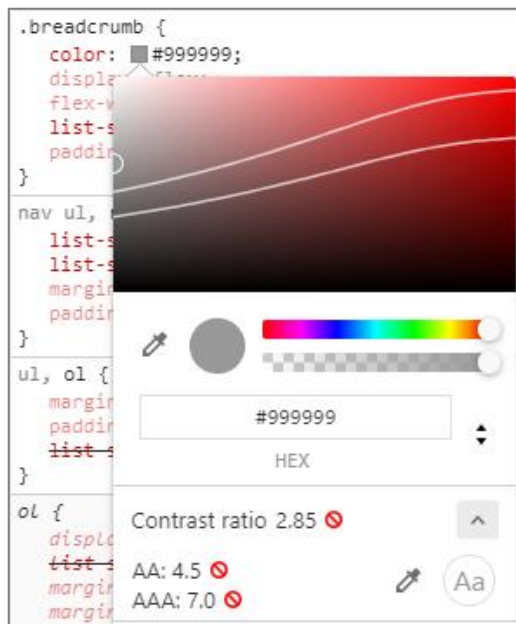 .breadcrumb {
color: #999999;
displa
flex-w
list-s
paddin
}
nav ul,
list-s
list-s
margin
paddin
}
ul, ol {
margin
paddin
list-s
}
ol {
displa
list-s
margin
margin
#999999
HEX
Contrast ratio 2.85
AA: 4.5
AAA: 7.0
Aa